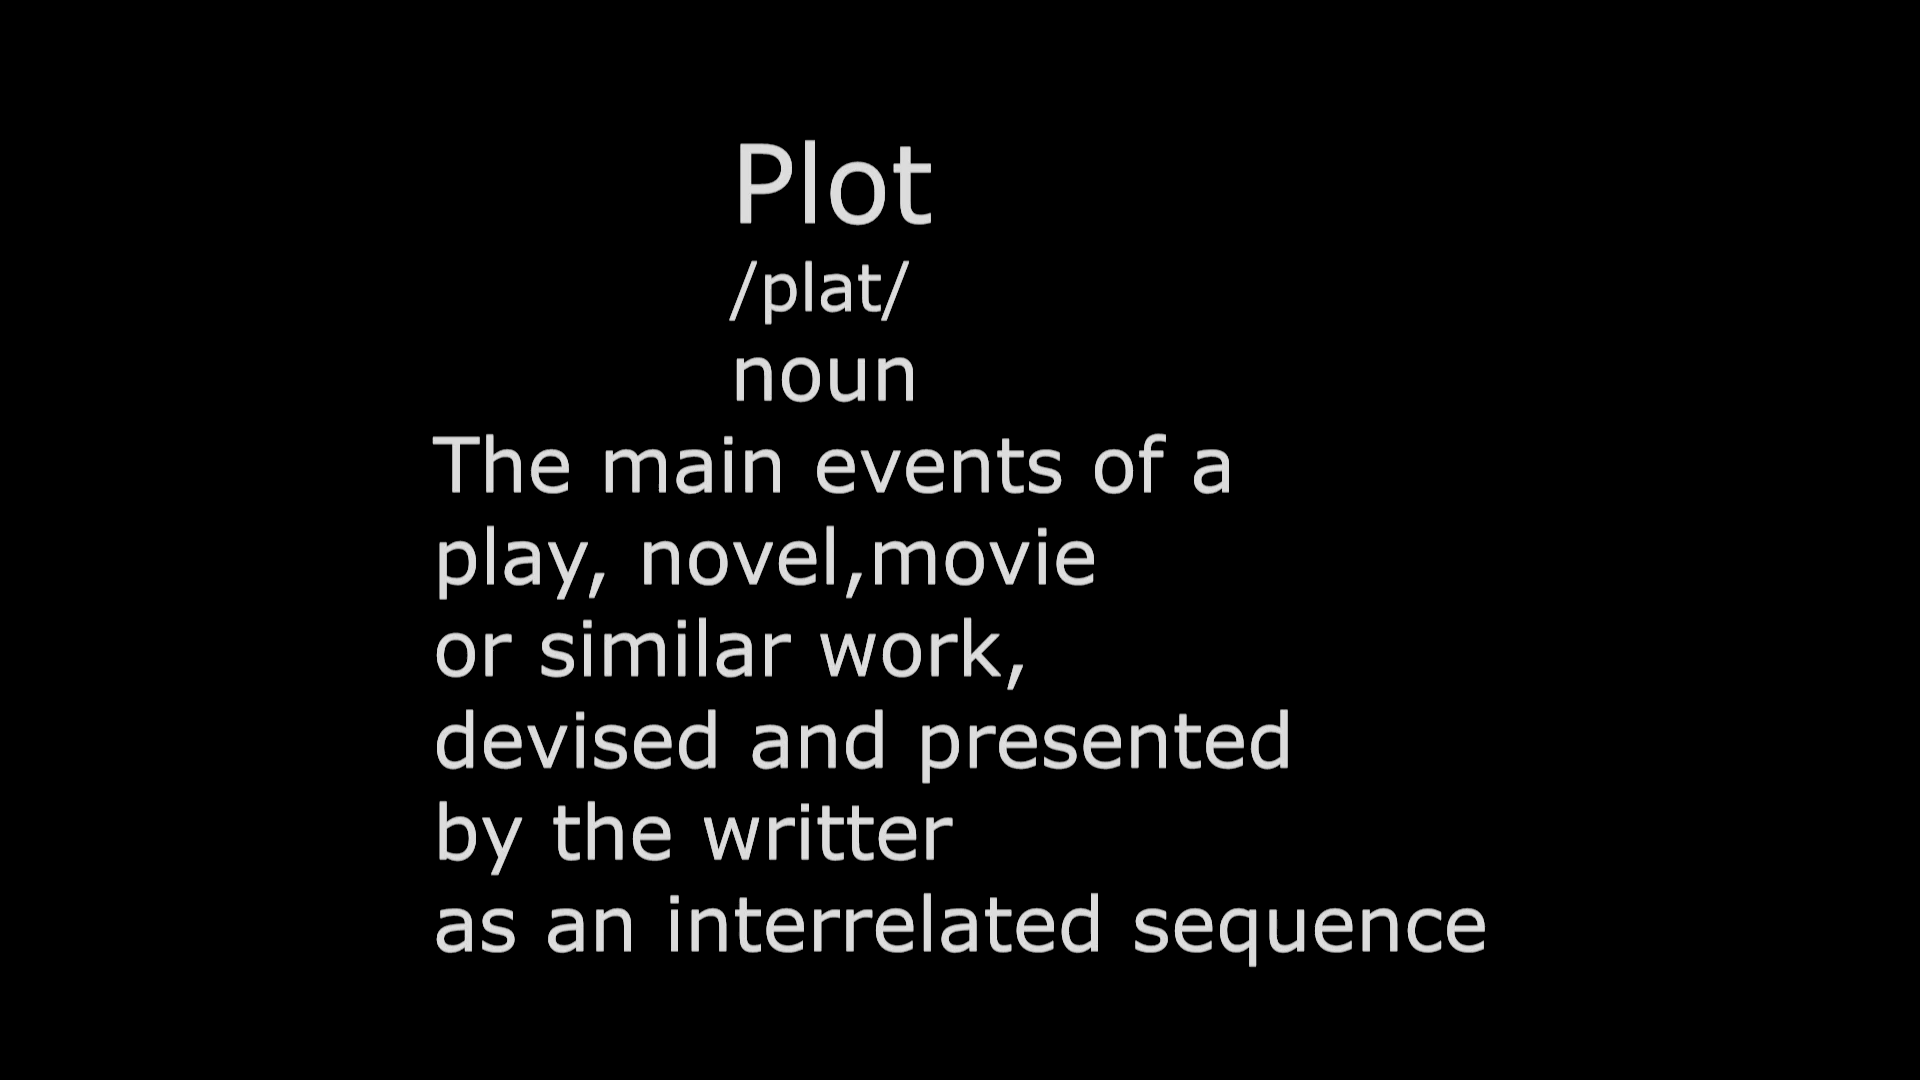 Plot
/plat/
noun
The main events of a
play, novel,movie
or similar work,
devised and presented
by the writter
as an interrelated sequence